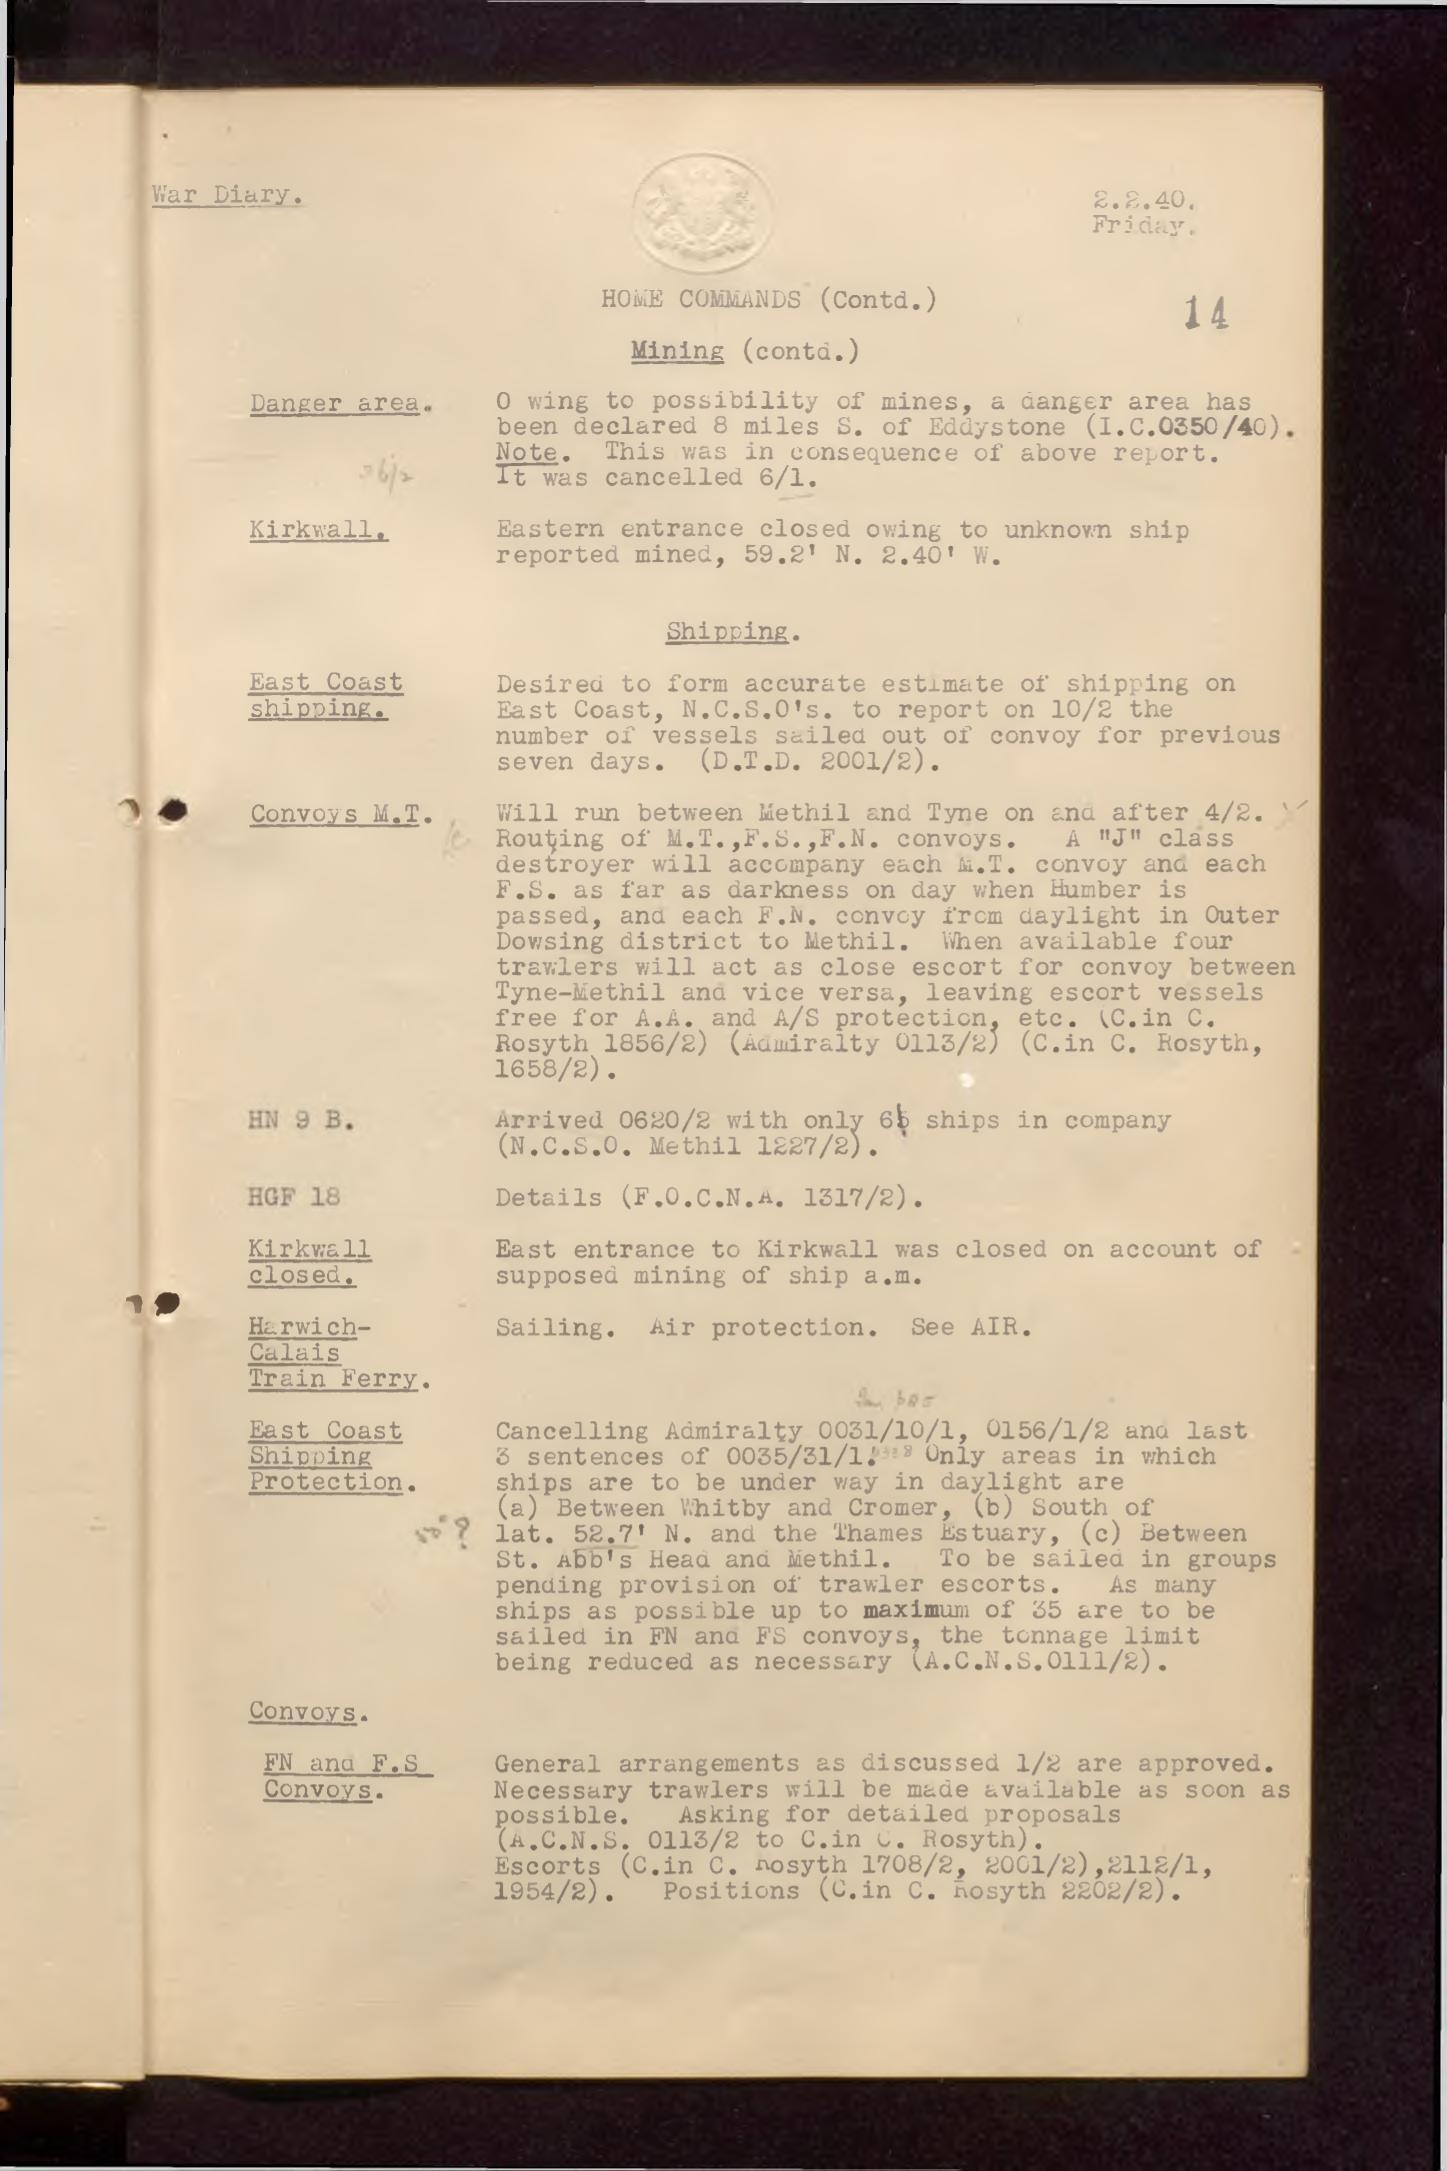 War Diary.
2.2.40.
Friday.
HOME COMMANDS (Contd.)
14
Mining (contd.)
Danger area. O wing to possibility of mines, a danger area has
been declared 8 miles S. of Eddystone (I.C.0350/40).
Note. This was in consequence of above report.
6/2 It was cancelled 6/1.
Kirkwall. Eastern entrance closed owing to unknown ship
reported mined, 59.2' N. 2.40' W.
Shipping.
East Coast Desired to form accurate estimate of shipping on
shipping. East Coast, N.C.S.O's. to report on 10/2 the
number of vessels sailed out of convoy for previous
seven days. (D.T.D. 2001/2).
Convoys M.T. Will run between Methil and Tyne on and after 4/2.
Routing of M.T.,F.S.,F.N. convoys. A "J" class
destroyer will accompany each M.T. convoy and each
F.S. as far as darkness on day when Humber is
passed, and each F.N. convoy from daylight in Outer
Dowsing district to Methil. When available four
trawlers will act as close escort for convoy between
Tyne-Methil and vice versa, leaving escort vessels
free for A.A. and A/S protection, etc. (C.in C.
Rosyth 1856/2) (Admiralty 0113/2) (C.in C. Rosyth,
1658/2).
HN 9 B. Arrived 0620/2 with only ships in company
(N.C.S.O. Methil 1227/2).
HGF 18 Details (F.O.C.N.A. 1317/2).
Kirkwall East entrance to Kirkwall was closed on account of
closed. supposed mining of ship a.m.
Harwich- Sailing. Air protection. See AIR.
Calais
Train Ferry.
East Coast Cancelling Admiralty 0031/10/1, 0156/1/2 and last
Shipping 3 sentences of 0035/31/1. Only areas in which
Protection. ships are to be under way in daylight are
(a) Between Whitby and Cromer, (b) South of
? lat. 52.7' N. and the Thames Estuary, (c) Between
St. Abb's Head and Methil. To be sailed in groups
pending provision of trawler escorts. As many
ships as possible up to maximum of 35 are to be
sailed in FN and FS convoys, the tonnage limit
being reduced as necessary (A.C.N.S.0111/2).
Convoys.
FN and F.S General arrangements as discussed 1/2 are approved.
Convoys. Necessary trawlers will be made available as soon as
possible. Asking for detailed proposals
(A.C.N.S. 0113/2 to C.in C. Rosyth).
Escorts (C.in C. Rosyth 1708/2, 2001/2),2112/1,
1954/2). Positions (C.in C. Rosyth 2202/2).